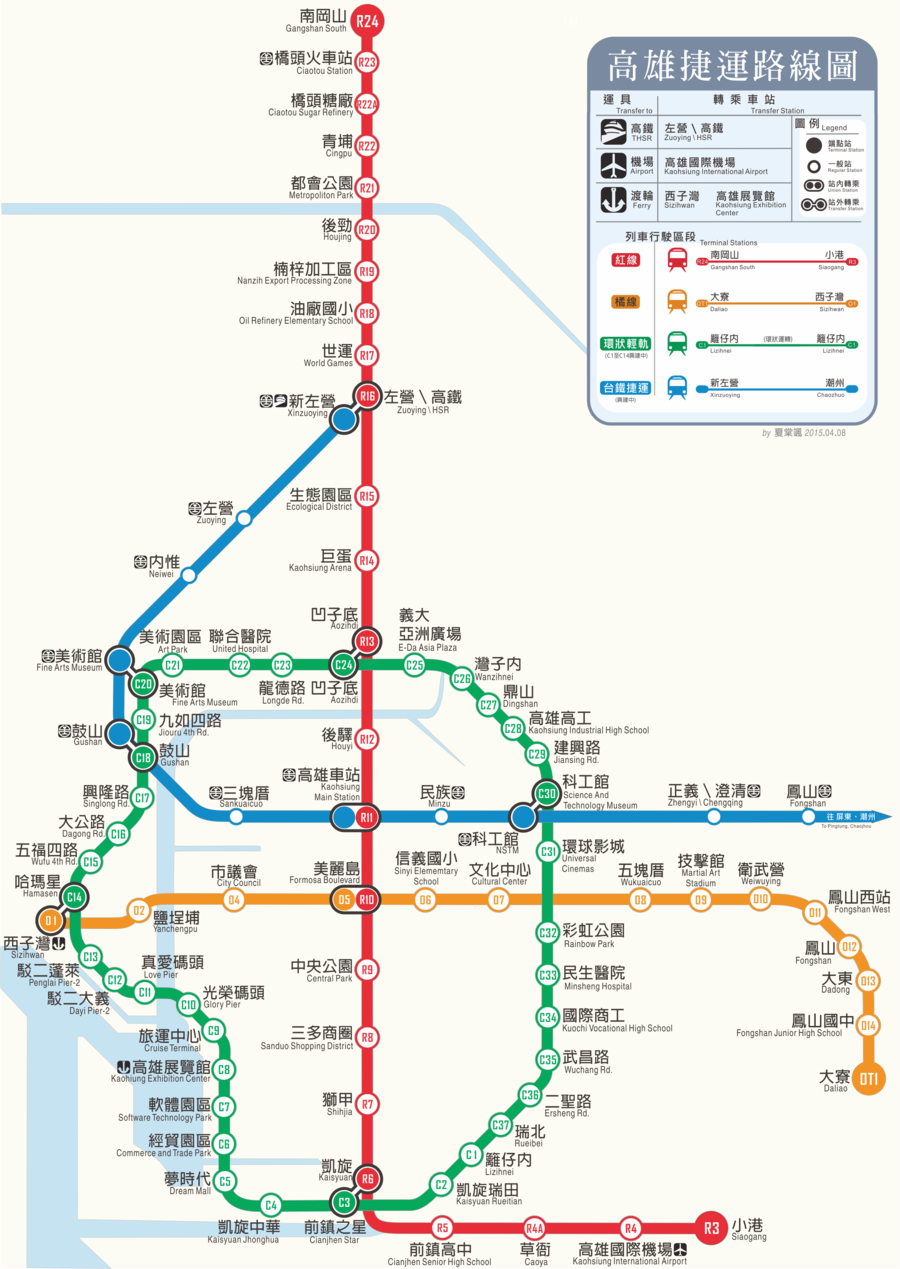 南岡山
Gangshan South
R24
橋頭火車站
Ciaotou Station
R23
橋頭糖廠
Ciaotou Sugar Refinery
R22A
青埔
Cingpu
R22
都會公園
Metropoliton Park
R21
後勁
Houjing
R20
楠梓加工區
Nanzih Export Processing Zone
R19
油廠國小
Oil Refinery Elementary School
R18
世運
World Games
R17
新左營
Xinzuoying
R16
左營 \ 高鐵
Zuoying \ HSR
高雄捷運路線圖
運具
Transfer to
轉乘車站
Transfer Station
高鐵
THSR
左營 \ 高鐵
Zuoying \ HSR
機場
Airport
高雄國際機場
Kaohsiung International Airport
渡輪
Ferry
西子灣
Sizihwan
高雄展覽館
Kaohsiung Exhibition
Center
圖例 Legend
端點站
Terminal Station
一般站
Regular Station
站內轉乘
Union Station
站外轉乘
Transfer Station
列車行駛區段
Terminal Stations
紅線
R24
南岡山
Gangshan South
小港
Siaogang
R3
橘線
OT1
大寮
Daliao
西子灣
Sizihwan
O1
環狀輕軌
(C1至C14興建中)
C1
籬仔內
Lizihnei
(環狀運轉)
籬仔內
Lizihnei
C1
台鐵捷運
(興建中)
新左營
Xinzuoying
潮州
Chaozhuo
by 夏棠颯 2015.04.08
左營
Zuoying
生態園區
Ecological District
R15
內惟
Neiwei
巨蛋
Kaohsiung Arena
R14
凹子底
Aozihdi
R13
義大
亞洲廣場
E-Da Asia Plaza
C25
美術館
Fine Arts Museum
美術園區
Art Park
C21
聯合醫院
United Hospital
C22
C23
龍德路
Longde Rd.
C24
凹子底
Aozihdi
灣子內
Wanzihnei
C26
鼎山
Dingshan
C27
高雄高工
Kaohsiung Industrial High School
C28
建興路
Jiansing Rd.
C29
C20
美術館
Fine Arts Museum
C19
九如四路
Jiouru 4th Rd.
鼓山
Gushan
C18
鼓山
Gushan
後驛
Houyi
R12
高雄車站
Kaohsiung
Main Station
R11
三塊厝
Sankuaicuo
民族
Minzu
科工館
NSTM
C30
科工館
Science And
Technology Museum
正義 \ 澄清
Zhengyi \ Chengqing
鳳山
Fongshan
往屏東、潮州
To Pingtung, Chaojhou
興隆路
Singlong Rd.
C17
大公路
Dagong Rd.
C16
五福四路
Wufu 4th Rd.
C15
哈瑪星
Hamasen
C14
O1
西子灣
Sizihwan
O2
鹽埕埔
Yanchengpu
市議會
City Council
O4
美麗島
Formosa Boulevard
O5
R10
信義國小
Sinyi Elememtary
School
O6
文化中心
Cultural Center
O7
C31
環球影城
Universal
Cinemas
五塊厝
Wukuaicuo
O8
技擊館
Martial Art
Stadium
O9
衛武營
Weiwuying
O10
鳳山西站
Fongshan West
O11
鳳山
Fongshan
O12
大東
Dadong
O13
鳳山國中
Fongshan Junior High School
O14
大寮
Daliao
OT1
C13
駁二蓬萊
Penglai Pier-2
C12
駁二大義
Dayi Pier-2
真愛碼頭
Love Pier
C11
光榮碼頭
Glory Pier
C10
旅運中心
Cruise Terminal
C9
高雄展覽館
Kaohiung Exhibition Center
C8
軟體園區
Software Technology Park
C7
經貿園區
Commerce and Trade Park
C6
夢時代
Dream Mall
C5
C4
凱旋中華
Kaisyuan Jhonghua
中央公園
Central Park
R9
三多商圈
Sanduo Shopping District
R8
獅甲
Shihjia
R7
凱旋
Kaisyuan
R6
C3
前鎮之星
Cianjhen Star
C32
彩虹公園
Rainbow Park
C33
民生醫院
Minsheng Hospital
C34
國際商工
Kuochi Vocational High School
C35
武昌路
Wuchang Rd.
C36
二聖路
Ersheng Rd.
C37
瑞北
Rueibei
C1
籬仔內
Lizihnei
C2
凱旋瑞田
Kaisyuan Rueitian
R5
前鎮高中
Cianjhen Senior High School
R4A
草衙
Caoya
R4
高雄國際機場
Kaohsiung International Airport
R3
小港
Siaogang